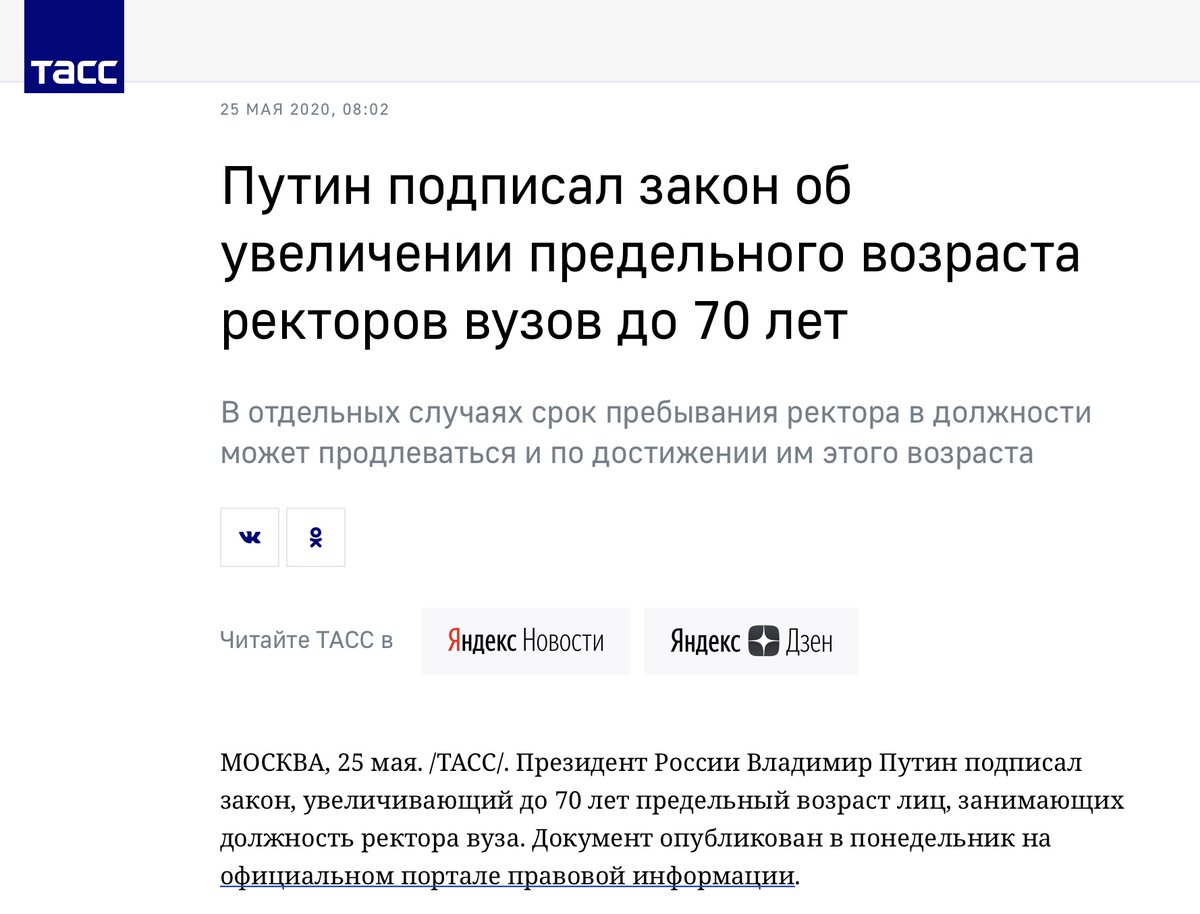 тасс
25 МАЯ 2020, 08:02
Путин подписал закон об
увеличении предельного возраста
ректоров вузов до 70 лет
В отдельных случаях срок пребывания ректора в должности
может продлеваться и по достижении им этого возраста
Читайте ТАСС в
Яндекс Новости
Яндекс Дзен
МОСКВА, 25 мая. /ТАСС/. Президент России Владимир Путин подписал
закон, увеличивающий до 70 лет предельный возраст лиц, занимающих
должность ректора вуза. Документ опубликован в понедельник на
официальном портале правовой информации.